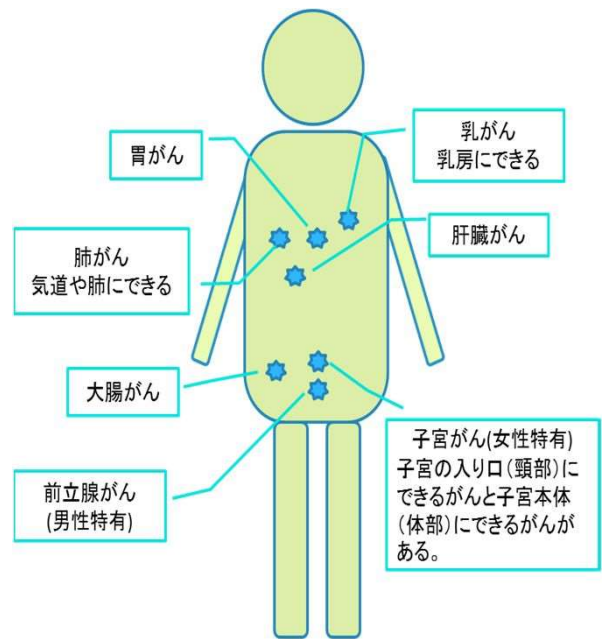 乳がん
乳房にできる
胃がん
肝臓がん
肺がん
気道や肺にできる
大腸がん
子宮がん(女性特有)
子宮の入り口(頸部)に
できるがんと子宮本体
(体部)にできるがんが
ある。
前立腺がん
(男性特有)